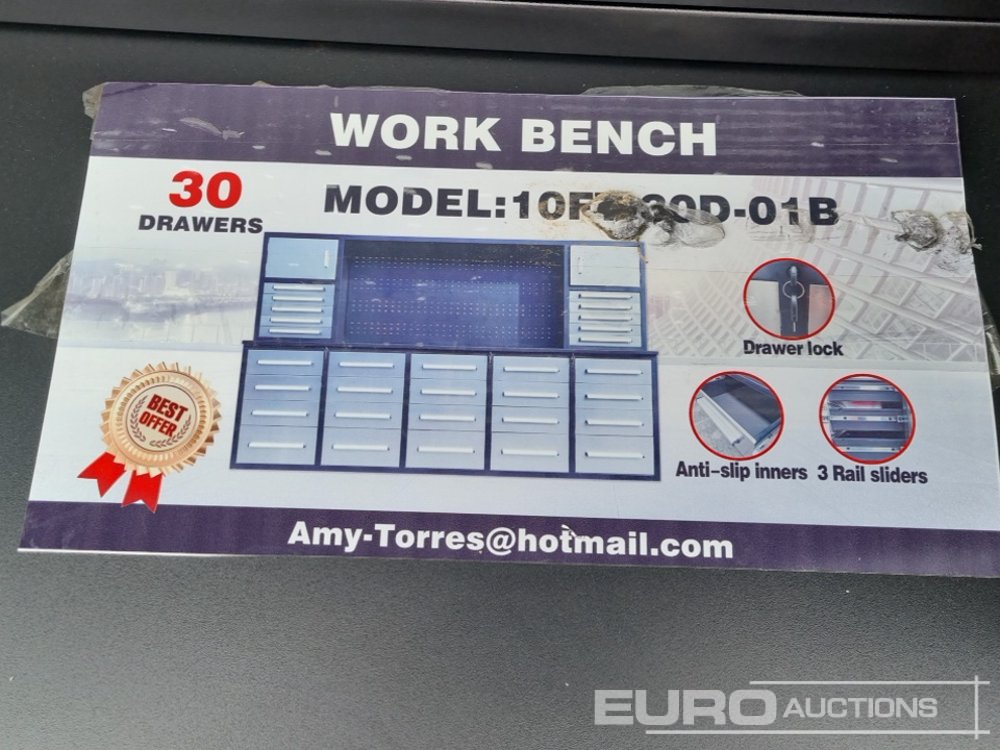 WORK BENCH
30
DRAWERS
MODEL:
Drawer lock
BEST
OFFER
Anti-slip inners
3 Rail sliders
Amy-Torres@hotmail.com
EURO AUCTIONS